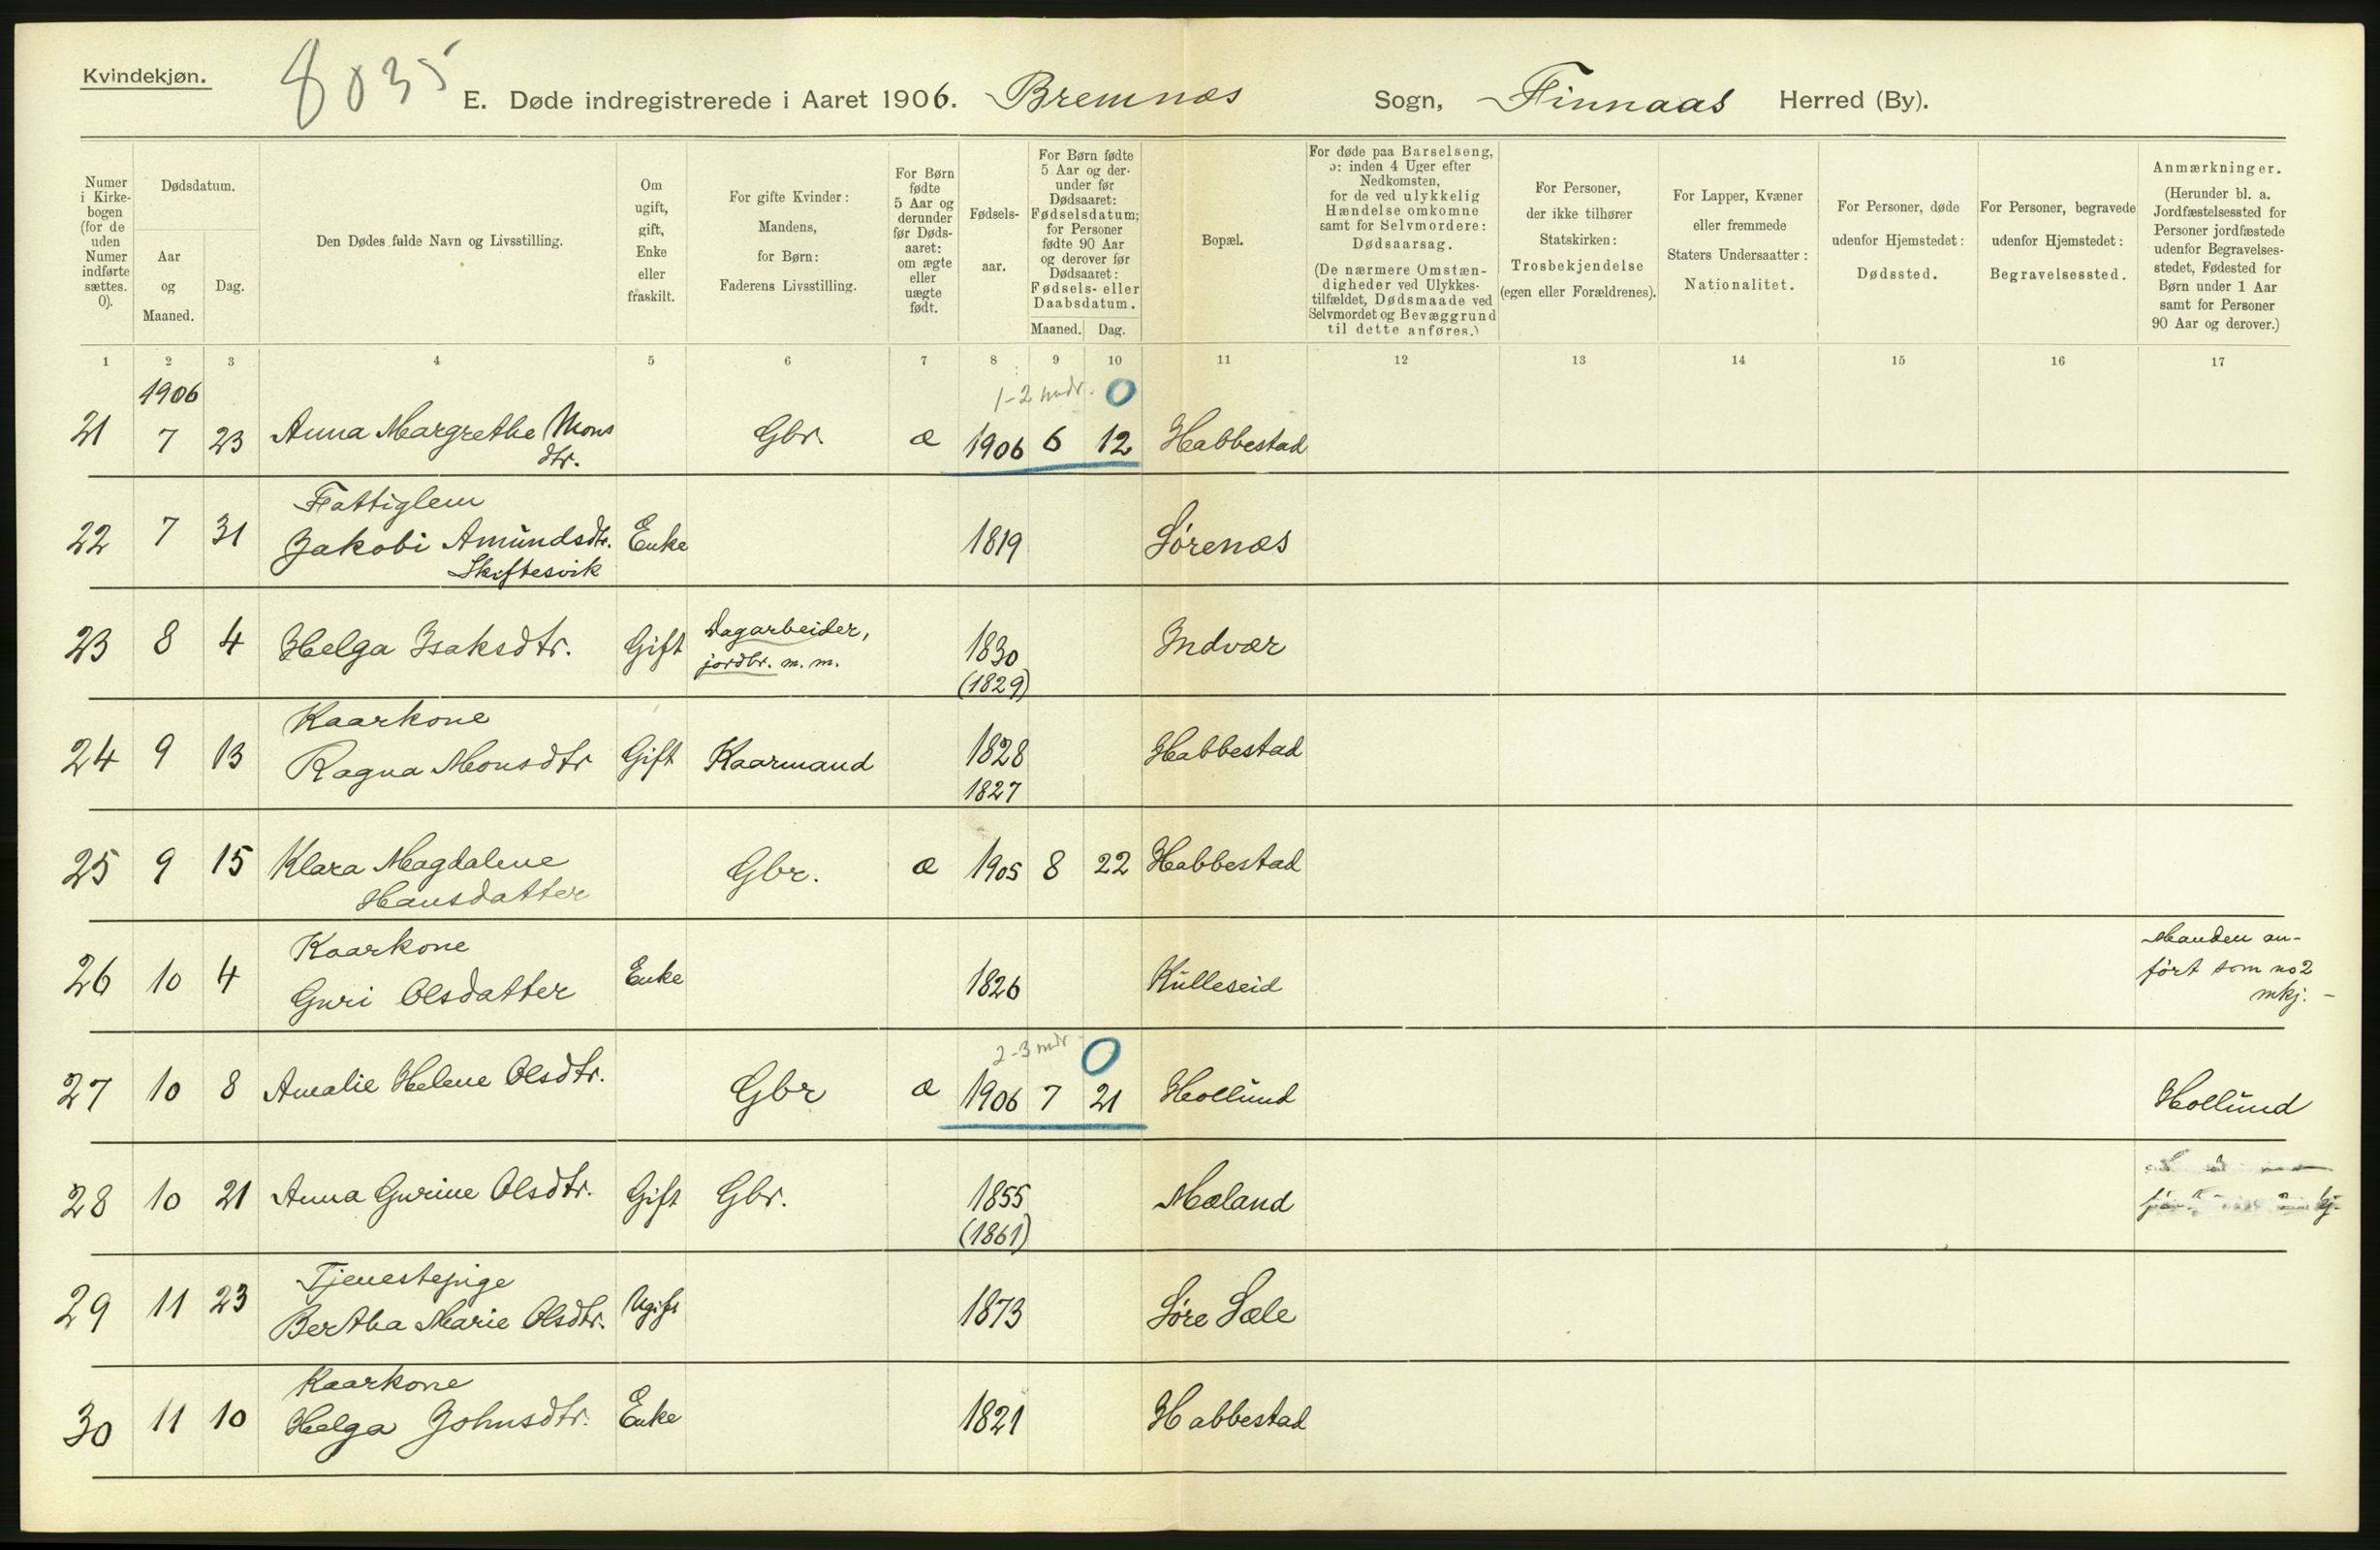 Kvindekjøn.
8035
E. Døde indregistrerede i Aaret 1906. Bremnæs Sogn, Finnaas Herred (By).
Numer i Kirkebogen (for de uden Numer indførte sættes. 0).
Dødsdatum.
Aar og Maaned.
Dag.
Den Dødes fulde Navn og Livsstilling.
Om ugift, gift, Enke eller fraskilt.
For gifte Kvinder: Mandens, for Børn: Faderens Livsstilling.
For Børn fødte 5 Aar og derunder før Dødsaaret: om ægte eller uægte født.
Fødselsaar.
For Børn fødte 5 Aar og derunder før Dødsaaret: Fødselsdatum; for Personer fødte 90 Aar og derover før Dødsaaret: Fødsels- eller Daabsdatum.
Maaned. Dag.
Bopæl.
For døde paa Barselseng, ɔ: inden 4 Uger efter Nedkomsten, for de ved ulykkelig Hændelse omkomne samt for Selvmordere: Dødsaarsag.
(De nærmere Omstændigheder ved Ulykkestilfældet, Dødsmaade ved Selvmordet og Bevæggrund til dette anføres.)
For Personer, der ikke tilhører Statskirken: Trosbekjendelse (egen eller Forældrenes).
For Lapper, Kvæner eller fremmede Staters Undersaatter: Nationalitet.
For Personer, døde udenfor Hjemstedet: Dødssted.
For Personer, begravede udenfor Hjemstedet: Begravelsessted.
Anmærkninger.
(Herunder bl. a. Jordfæstelsessted for Personer jordfæstede udenfor Begravelsesstedet, Fødested for Børn under 1 Aar samt for Personer 90 Aar og derover.)
1 2 3 4 5 6 7 8 9 10 11 12 13 14 15 16 17
1906 1-2 mdr. 0
21 7 23 Anna Margrethe Mons Gbr. æ 1906 6 12 Habbestad
dtr.
Fattiglem
22 7 31 Jakobi Amundsdtr. Enke 1819 Sørenæs
Skiftesvik
23 8 4 Helga Isaksdtr. Gift Dagarbeider, 1830 Indvær
jordbr. m. m. (1829)
Kaarkone
24 9 13 Ragna Monsdtr Gift Kaarmand 1828 Habbestad
1827
25 9 15 Klara Magdalene Gbr. æ 1905 8 22 Habbestad
Hansdatter
Kaarkone Manden an-
26 10 4 Guri Olsdatter Enke 1826 Kulleseid ført som no 2
mkj. -
2-3 mdr. 0
27 10 8 Amalie Helene Olsdtr. Gbr æ 1906 7 21 Hollund Hollund
28 10 21 Anna Gurine Olsdtr. Gift Gbr. 1855 Mæland
(1861)
Tjenestepige
29 11 23 Bertha Marie Olsdtr. Ugift 1873 Søre Sæle
Kaarkone
30 11 10 Helga Johnsdtr. Enke 1821 Habbestad